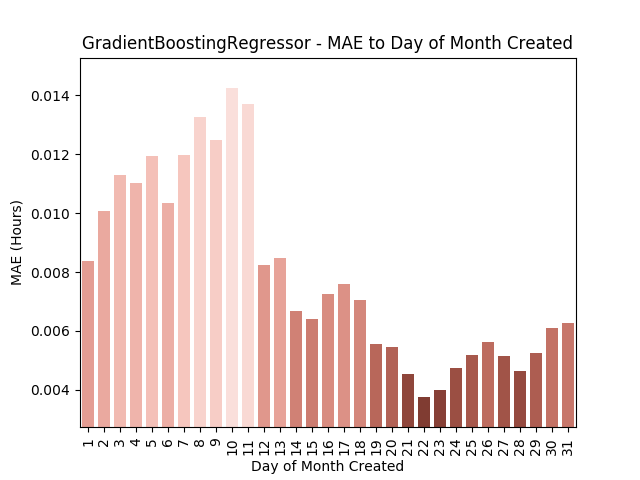 GradientBoostingRegressor - MAE to Day of Month Created
MAE (Hours)
0.014
0.012
0.010
0.008
0.006
0.004
1 2 3 4 5 6 7 8 9 10 11 12 13 14 15 16 17 18 19 20 21 22 23 24 25 26 27 28 29 30 31
Day of Month Created